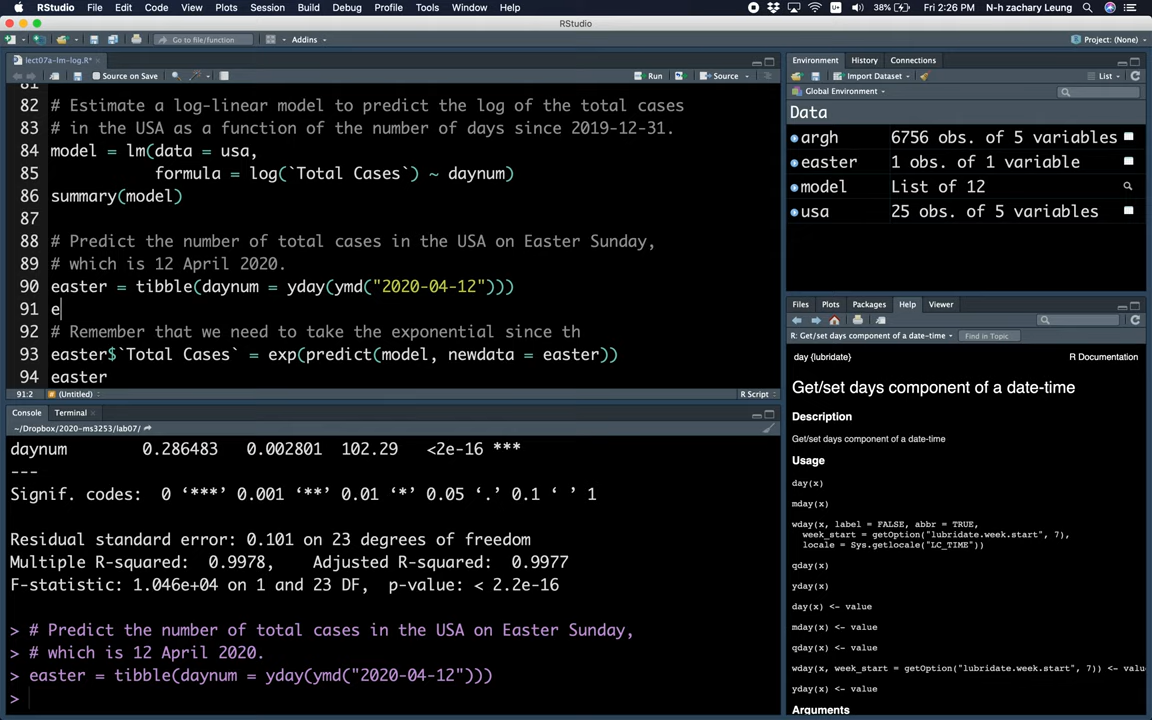 RStudio File Edit Code View Plots Session Build Debug Profile Tools Window Help 38% Fri 2:26 PM N-h zachary Leung
RStudio
Go to file/function Addins Project: (None)
lect07a-lm-log.R*
Source on Save Run Source
81
82 # Estimate a log-linear model to predict the log of the total cases
83 # in the USA as a function of the number of days since 2019-12-31.
84 model = lm(data = usa,
85 formula = log(`Total Cases`) ~ daynum)
86 summary(model)
87
88 # Predict the number of total cases in the USA on Easter Sunday,
89 # which is 12 April 2020.
90 easter = tibble(daynum = yday(ymd("2020-04-12")))
91 e
92 # Remember that we need to take the exponential since th
93 easter$`Total Cases` = exp(predict(model, newdata = easter))
94 easter
91:2 (Untitled) R Script
Console Terminal
~/Dropbox/2020-ms3253/lab07/
daynum 0.286483 0.002801 102.29 <2e-16 ***
---
Signif. codes: 0 ‘***’ 0.001 ‘**’ 0.01 ‘*’ 0.05 ‘.’ 0.1 ‘ ’ 1
Residual standard error: 0.101 on 23 degrees of freedom
Multiple R-squared: 0.9978, Adjusted R-squared: 0.9977
F-statistic: 1.046e+04 on 1 and 23 DF, p-value: < 2.2e-16
> # Predict the number of total cases in the USA on Easter Sunday,
> # which is 12 April 2020.
> easter = tibble(daynum = yday(ymd("2020-04-12")))
>
Environment History Connections
Import Dataset List
Global Environment
Data
argh 6756 obs. of 5 variables
easter 1 obs. of 1 variable
model List of 12
usa 25 obs. of 5 variables
Files Plots Packages Help Viewer
R: Get/set days component of a date-time Find in Topic
day {lubridate} R Documentation
Get/set days component of a date-time
Description
Get/set days component of a date-time
Usage
day(x)
mday(x)
wday(x, label = FALSE, abbr = TRUE,
week_start = getOption("lubridate.week.start", 7),
locale = Sys.getlocale("LC_TIME"))
qday(x)
yday(x)
day(x) <- value
mday(x) <- value
qday(x) <- value
wday(x, week_start = getOption("lubridate.week.start", 7)) <- valu
yday(x) <- value
Arguments